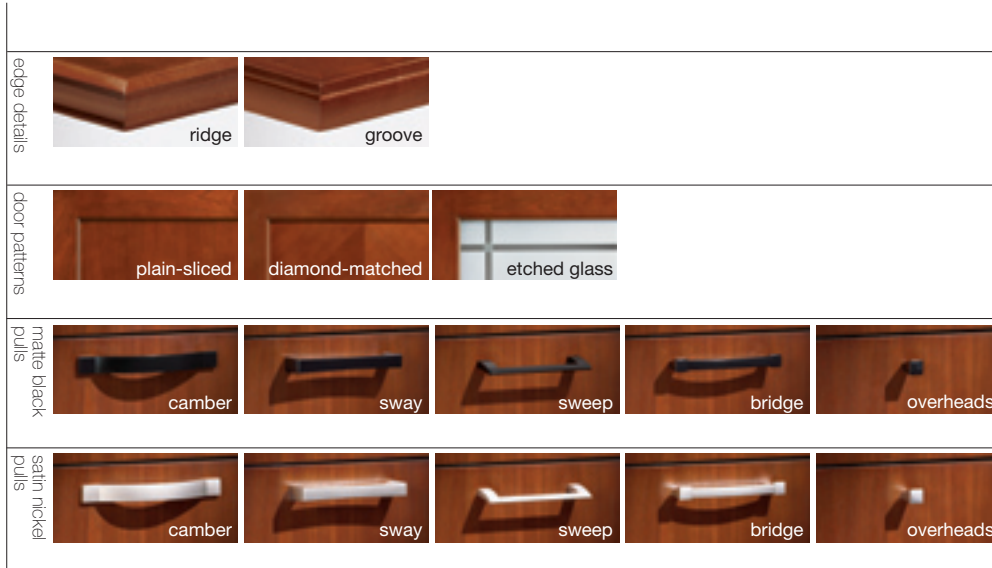 edge details
ridge
groove
door patterns
plain-sliced
diamond-matched
etched glass
matte black
pulls
camber
sway
sweep
bridge
overheads
satin nickel
pulls
camber
sway
sweep
bridge
overheads